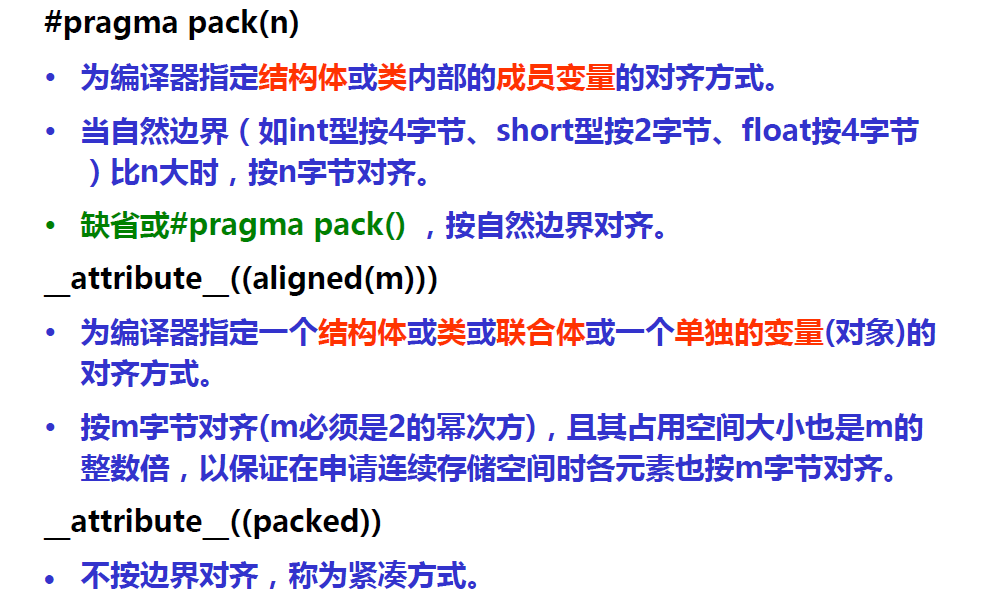 #pragma pack(n)
• 为编译器指定结构体或类内部的成员变量的对齐方式。
• 当自然边界（如int型按4字节、short型按2字节、float按4字节
）比n大时，按n字节对齐。
• 缺省或#pragma pack() ，按自然边界对齐。
__attribute__((aligned(m)))
• 为编译器指定一个结构体或类或联合体或一个单独的变量(对象)的
对齐方式。
• 按m字节对齐(m必须是2的幂次方)，且其占用空间大小也是m的
整数倍，以保证在申请连续存储空间时各元素也按m字节对齐。
__attribute__((packed))
• 不按边界对齐，称为紧凑方式。